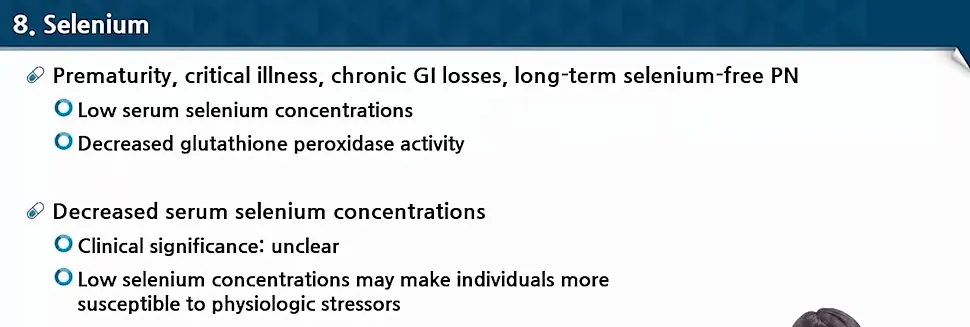 8. Selenium
Prematurity, critical illness, chronic GI losses, long-term selenium-free PN
Low serum selenium concentrations
Decreased glutathione peroxidase activity
Decreased serum selenium concentrations
Clinical significance: unclear
Low selenium concentrations may make individuals more
susceptible to physiologic stressors